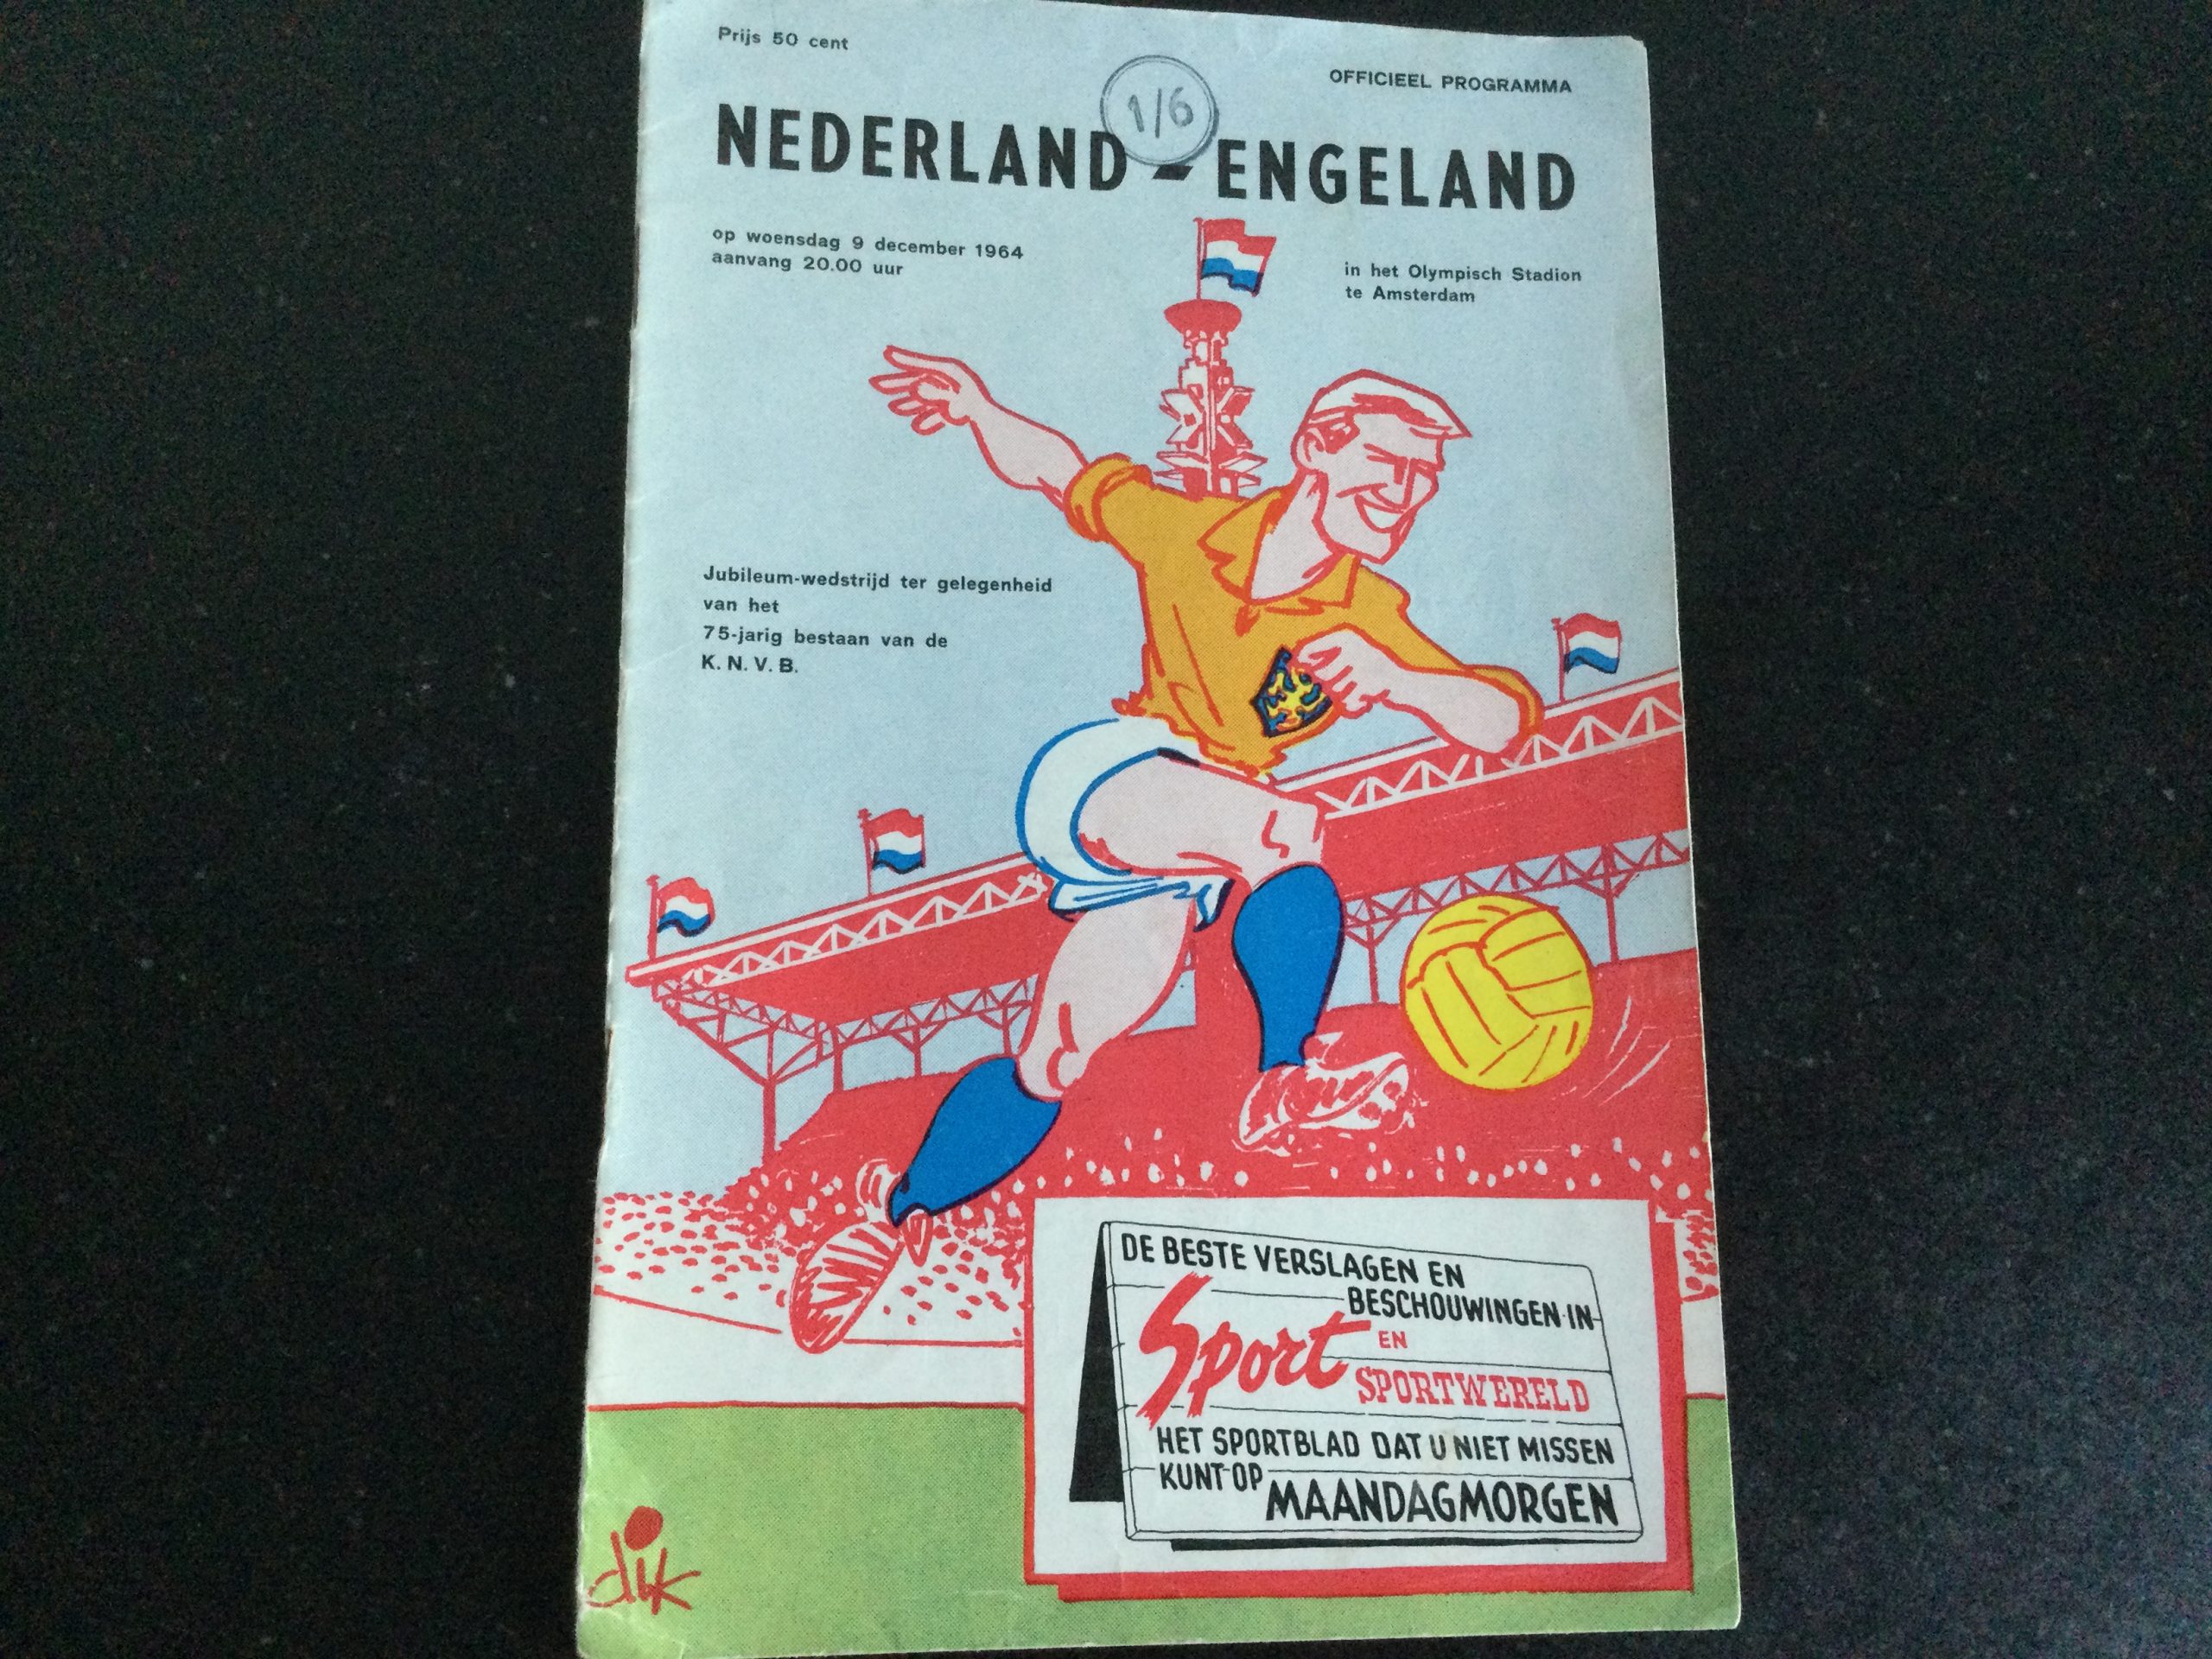 Prijs 50 cent
OFFICIEEL PROGRAMMA
1/6
NEDERLAND - ENGELAND
op woensdag 9 december 1964
aanvang 20.00 uur
in het Olympisch Stadion
te Amsterdam
Jubileum-wedstrijd ter gelegenheid
van het
75-jarig bestaan van de
K. N. V. B.
DE BESTE VERSLAGEN EN
BESCHOUWINGEN IN
Sport EN
SPORTWERELD
HET SPORTBLAD DAT U NIET MISSEN
KUNT OP MAANDAGMORGEN
dik